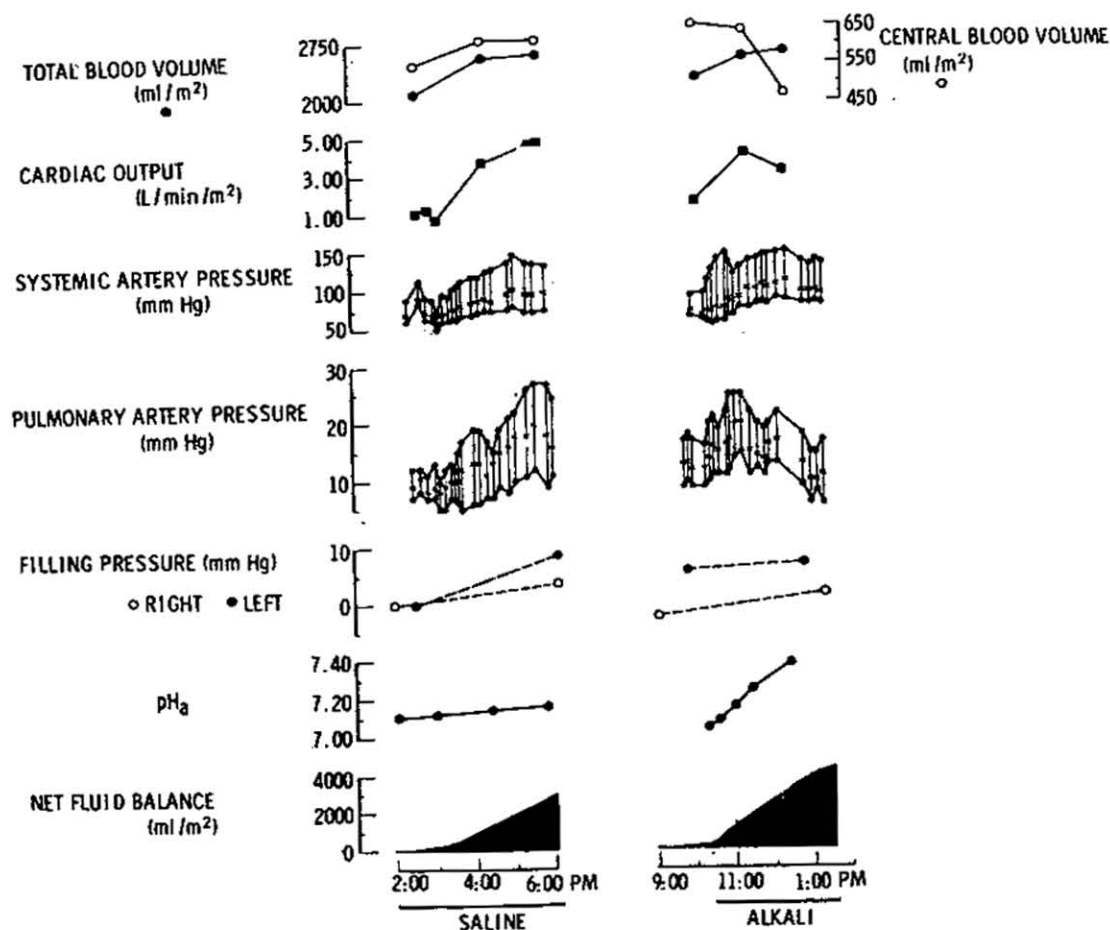 TOTAL BLOOD VOLUME
(ml/m²)
2750
2000
650
550
450
CENTRAL BLOOD VOLUME
(ml/m²)
CARDIAC OUTPUT
(L/min/m²)
5.00
3.00
1.00
SYSTEMIC ARTERY PRESSURE
(mm Hg)
150
100
50
PULMONARY ARTERY PRESSURE
(mm Hg)
30
20
10
FILLING PRESSURE (mm Hg)
RIGHT LEFT
10
0
pHa
7.40
7.20
7.00
NET FLUID BALANCE
(ml/m²)
4000
2000
0
2:00 4:00 6:00 PM 9:00 11:00 1:00 PM
SALINE ALKALI